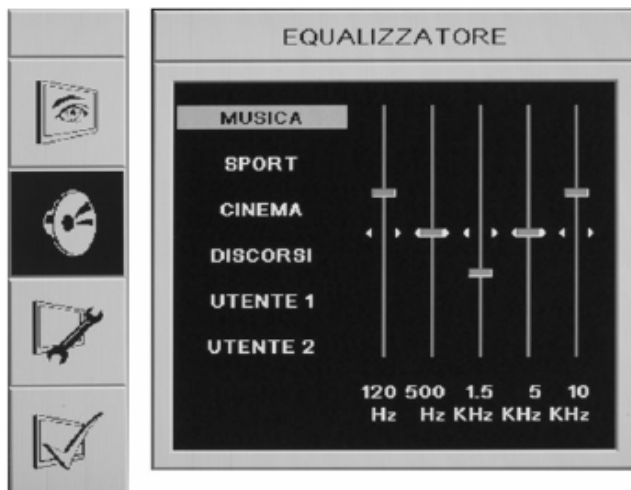 EQUALIZZATORE
MUSICA
SPORT
CINEMA
DISCORSI
UTENTE 1
UTENTE 2
120 500 1.5 5 10
Hz Hz KHz KHz KHz